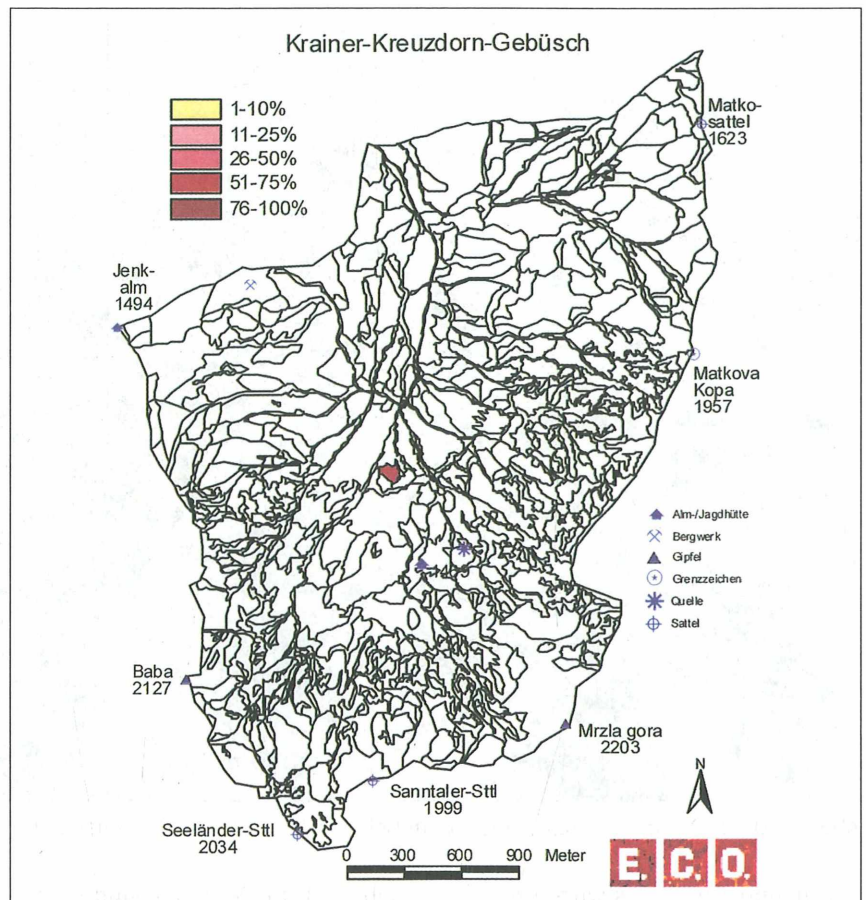 Krainer-Kreuzdorn-Gebüsch
1-10%
11-25%
26-50%
51-75%
76-100%
Matko-
sattel
1623
Jenk-
alm
1494
Matkova
Kopa
1957
Alm-/Jagdhütte
Bergwerk
Gipfel
Grenzzeichen
Quelle
Sattel
Baba
2127
Mrzla gora
2203
Sanntaler-Sttl
1999
Seeländer-Sttl
2034
N
0 300 600 900 Meter
E.C.O.